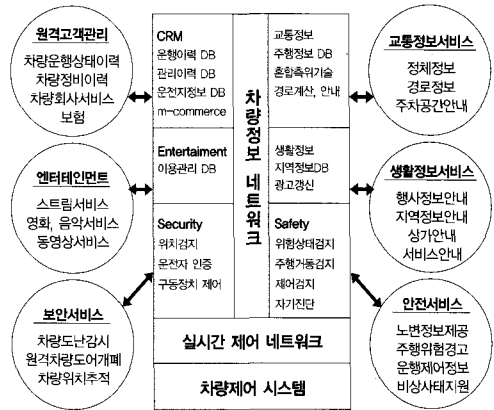 원격고객관리
차량운행상태이력
차량정비이력
차량회사서비스
보험
엔터테인먼트
스트림서비스
영화, 음악서비스
동영상서비스
보안서비스
차량도난감시
원격차량도어개폐
차량위치추적
CRM
운행이력 DB
관리이력 DB
운전지정보 DB
m-commerce
Entertaiment
이용관리 DB
Security
위치검지
운전자 인증
구동장치 제어
차량정보 네트워크
교통정보
주행정보 DB
혼합측위기술
경로계산, 안내
생활정보
지역정보DB
광고갱신
Safety
위험상태검지
주행거동검지
제어검지
자기진단
실시간 제어 네트워크
차량제어 시스템
교통정보서비스
정체정보
경로정보
주차공간안내
생활정보서비스
행사정보안내
지역정보안내
상가안내
서비스안내
안전서비스
노변정보제공
주행위험경고
운행제어정보
비상사태지원